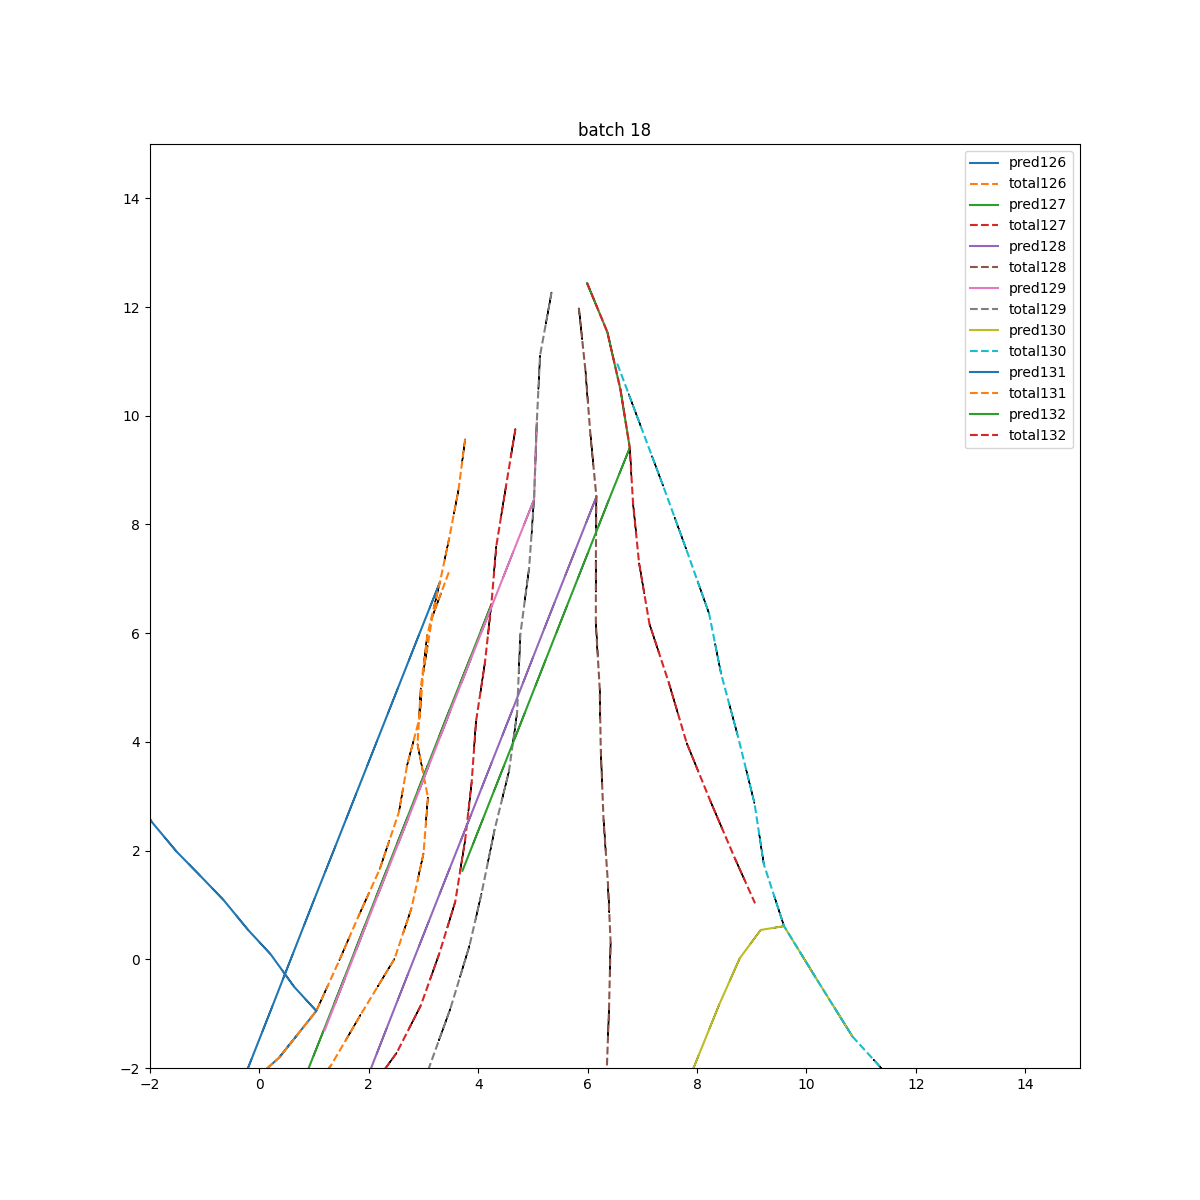 batch 18
pred126
total126
pred127
total127
pred128
total128
pred129
total129
pred130
total130
pred131
total131
pred132
total132
14
12
10
8
6
4
2
0
−2
−2 0 2 4 6 8 10 12 14